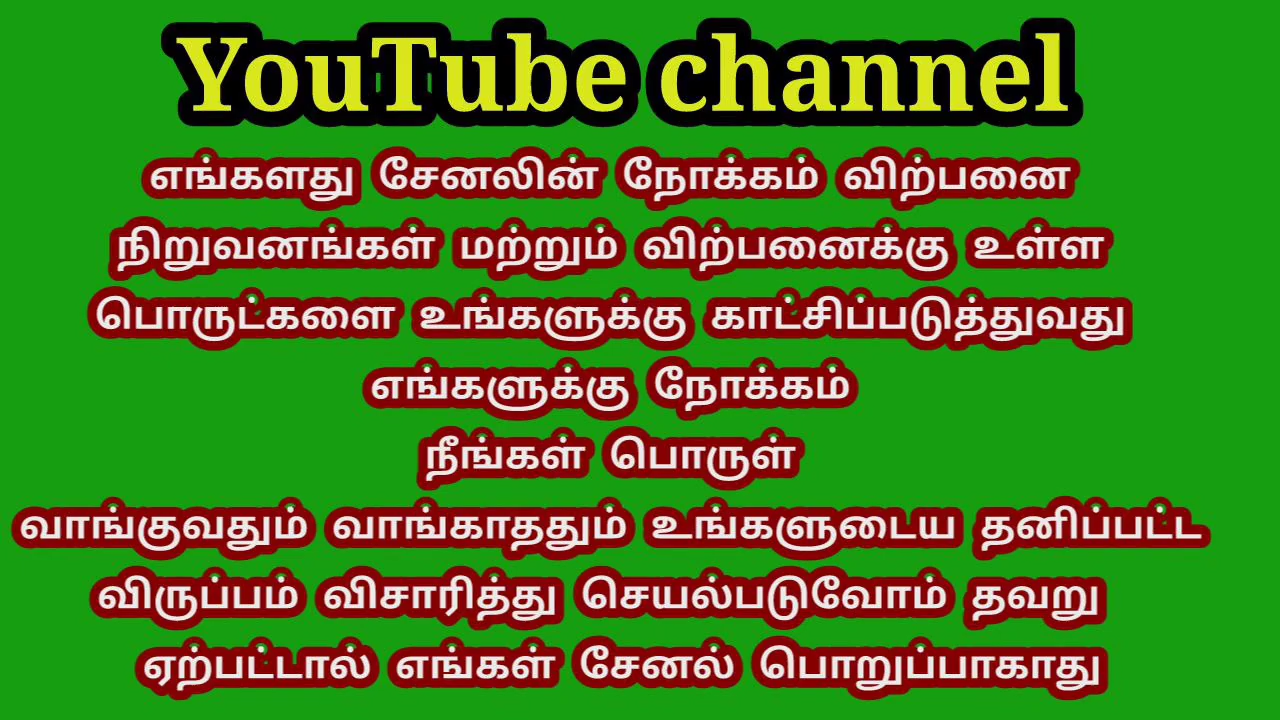 YouTube channel
எங்களது சேனலின் நோக்கம் விற்பனை
நிறுவனங்கள் மற்றும் விற்பனைக்கு உள்ள
பொருட்களை உங்களுக்கு காட்சிப்படுத்துவது
எங்களுக்கு நோக்கம்
நீங்கள் பொருள்
வாங்குவதும் வாங்காததும் உங்களுடைய தனிப்பட்ட
விருப்பம் விசாரித்து செயல்படுவோம் தவறு
ஏற்பட்டால் எங்கள் சேனல் பொறுப்பாகாது